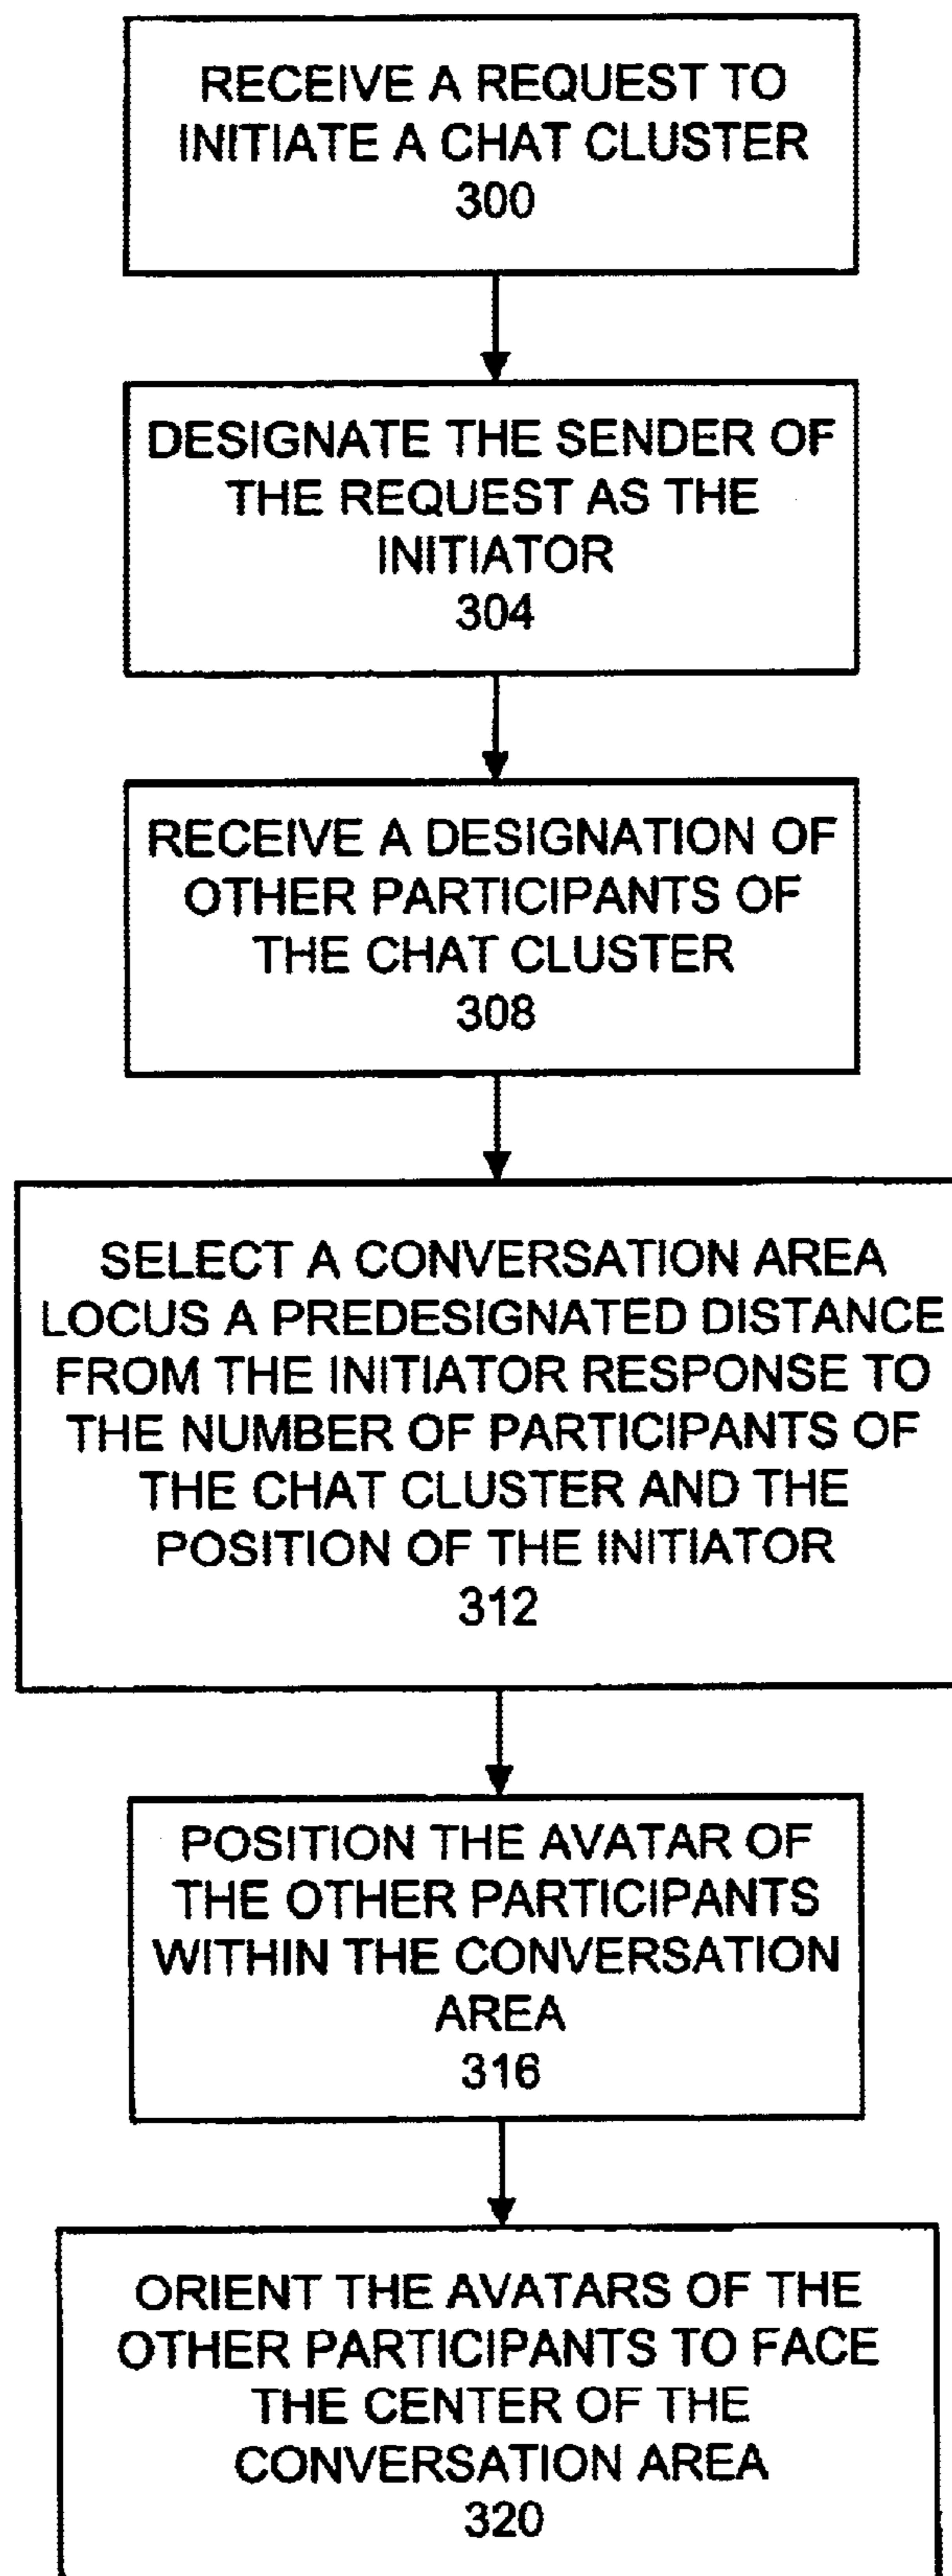 RECEIVE A REQUEST TO
INITIATE A CHAT CLUSTER
300
DESIGNATE THE SENDER OF
THE REQUEST AS THE
INITIATOR
304
RECEIVE A DESIGNATION OF
OTHER PARTICIPANTS OF
THE CHAT CLUSTER
308
SELECT A CONVERSATION AREA
LOCUS A PREDESIGNATED DISTANCE
FROM THE INITIATOR RESPONSE TO
THE NUMBER OF PARTICIPANTS OF
THE CHAT CLUSTER AND THE
POSITION OF THE INITIATOR
312
POSITION THE AVATAR OF
THE OTHER PARTICIPANTS
WITHIN THE CONVERSATION
AREA
316
ORIENT THE AVATARS OF THE
OTHER PARTICIPANTS TO FACE
THE CENTER OF THE
CONVERSATION AREA
320